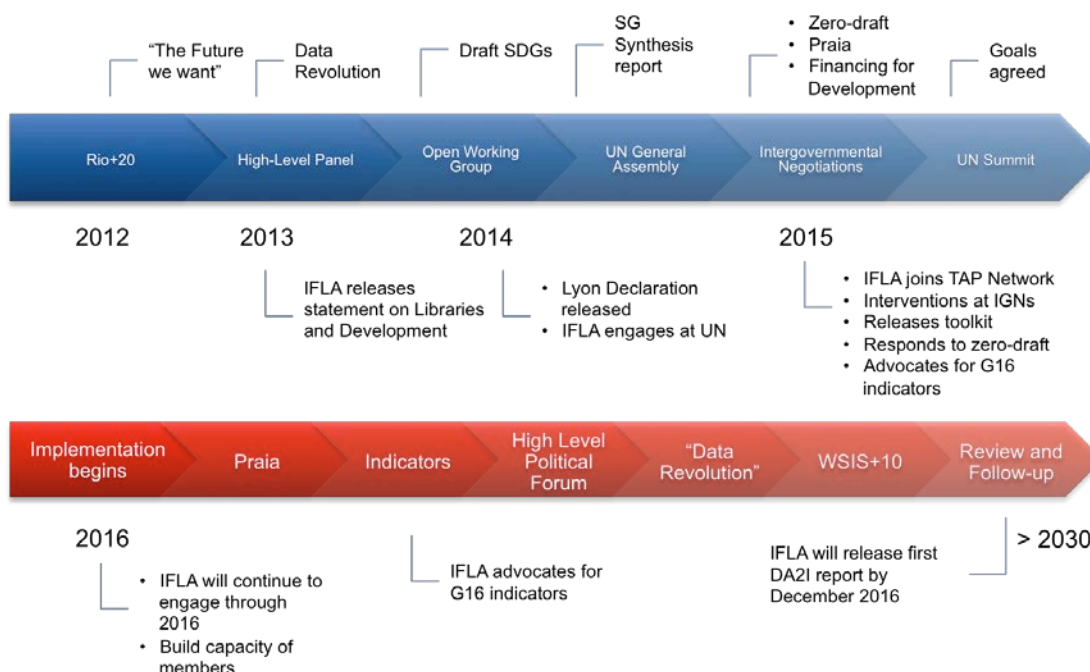 “The Future
we want”
Data
Revolution
Draft SDGs
SG
Synthesis
report
• Zero-draft
• Praia
• Financing for
Development
Goals
agreed
Rio+20
High-Level Panel
Open Working
Group
UN General
Assembly
Intergovernmental
Negotiations
UN Summit
2012
2013
2014
2015
IFLA releases
statement on Libraries
and Development
• Lyon Declaration
released
• IFLA engages at UN
• IFLA joins TAP Network
• Interventions at IGNs
• Releases toolkit
• Responds to zero-draft
• Advocates for G16
indicators
Implementation
begins
Praia
Indicators
High Level
Political
Forum
“Data
Revolution”
WSIS+10
Review and
Follow-up
2016
> 2030
• IFLA will continue to
engage through
2016
• Build capacity of
members
IFLA advocates for
G16 indicators
IFLA will release first
DA2I report by
December 2016